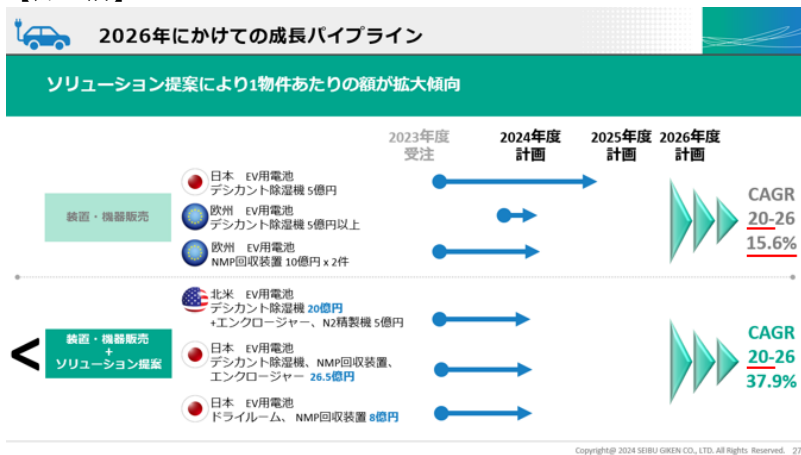 2026年にかけての成長パイプライン
ソリューション提案により1物件あたりの額が拡大傾向
2023年度
受注
2024年度
計画
2025年度
計画
2026年度
計画
装置・機器販売
日本 EV用電池
デシカント除湿機 5億円
欧州 EV用電池
デシカント除湿機 5億円以上
欧州 EV用電池
NMP回収装置 10億円 x 2件
CAGR
20-26
15.6%
<
装置・機器販売
+
ソリューション提案
北米 EV用電池
デシカント除湿機 20億円
+エンクロージャー、N2精製機 5億円
日本 EV用電池
デシカント除湿機、NMP回収装置、
エンクロージャー 26.5億円
日本 EV用電池
ドライルーム、 NMP回収装置 8億円
CAGR
20-26
37.9%
Copyright@ 2024 SEIBU GIKEN CO., LTD. All Rights Reserved. 27